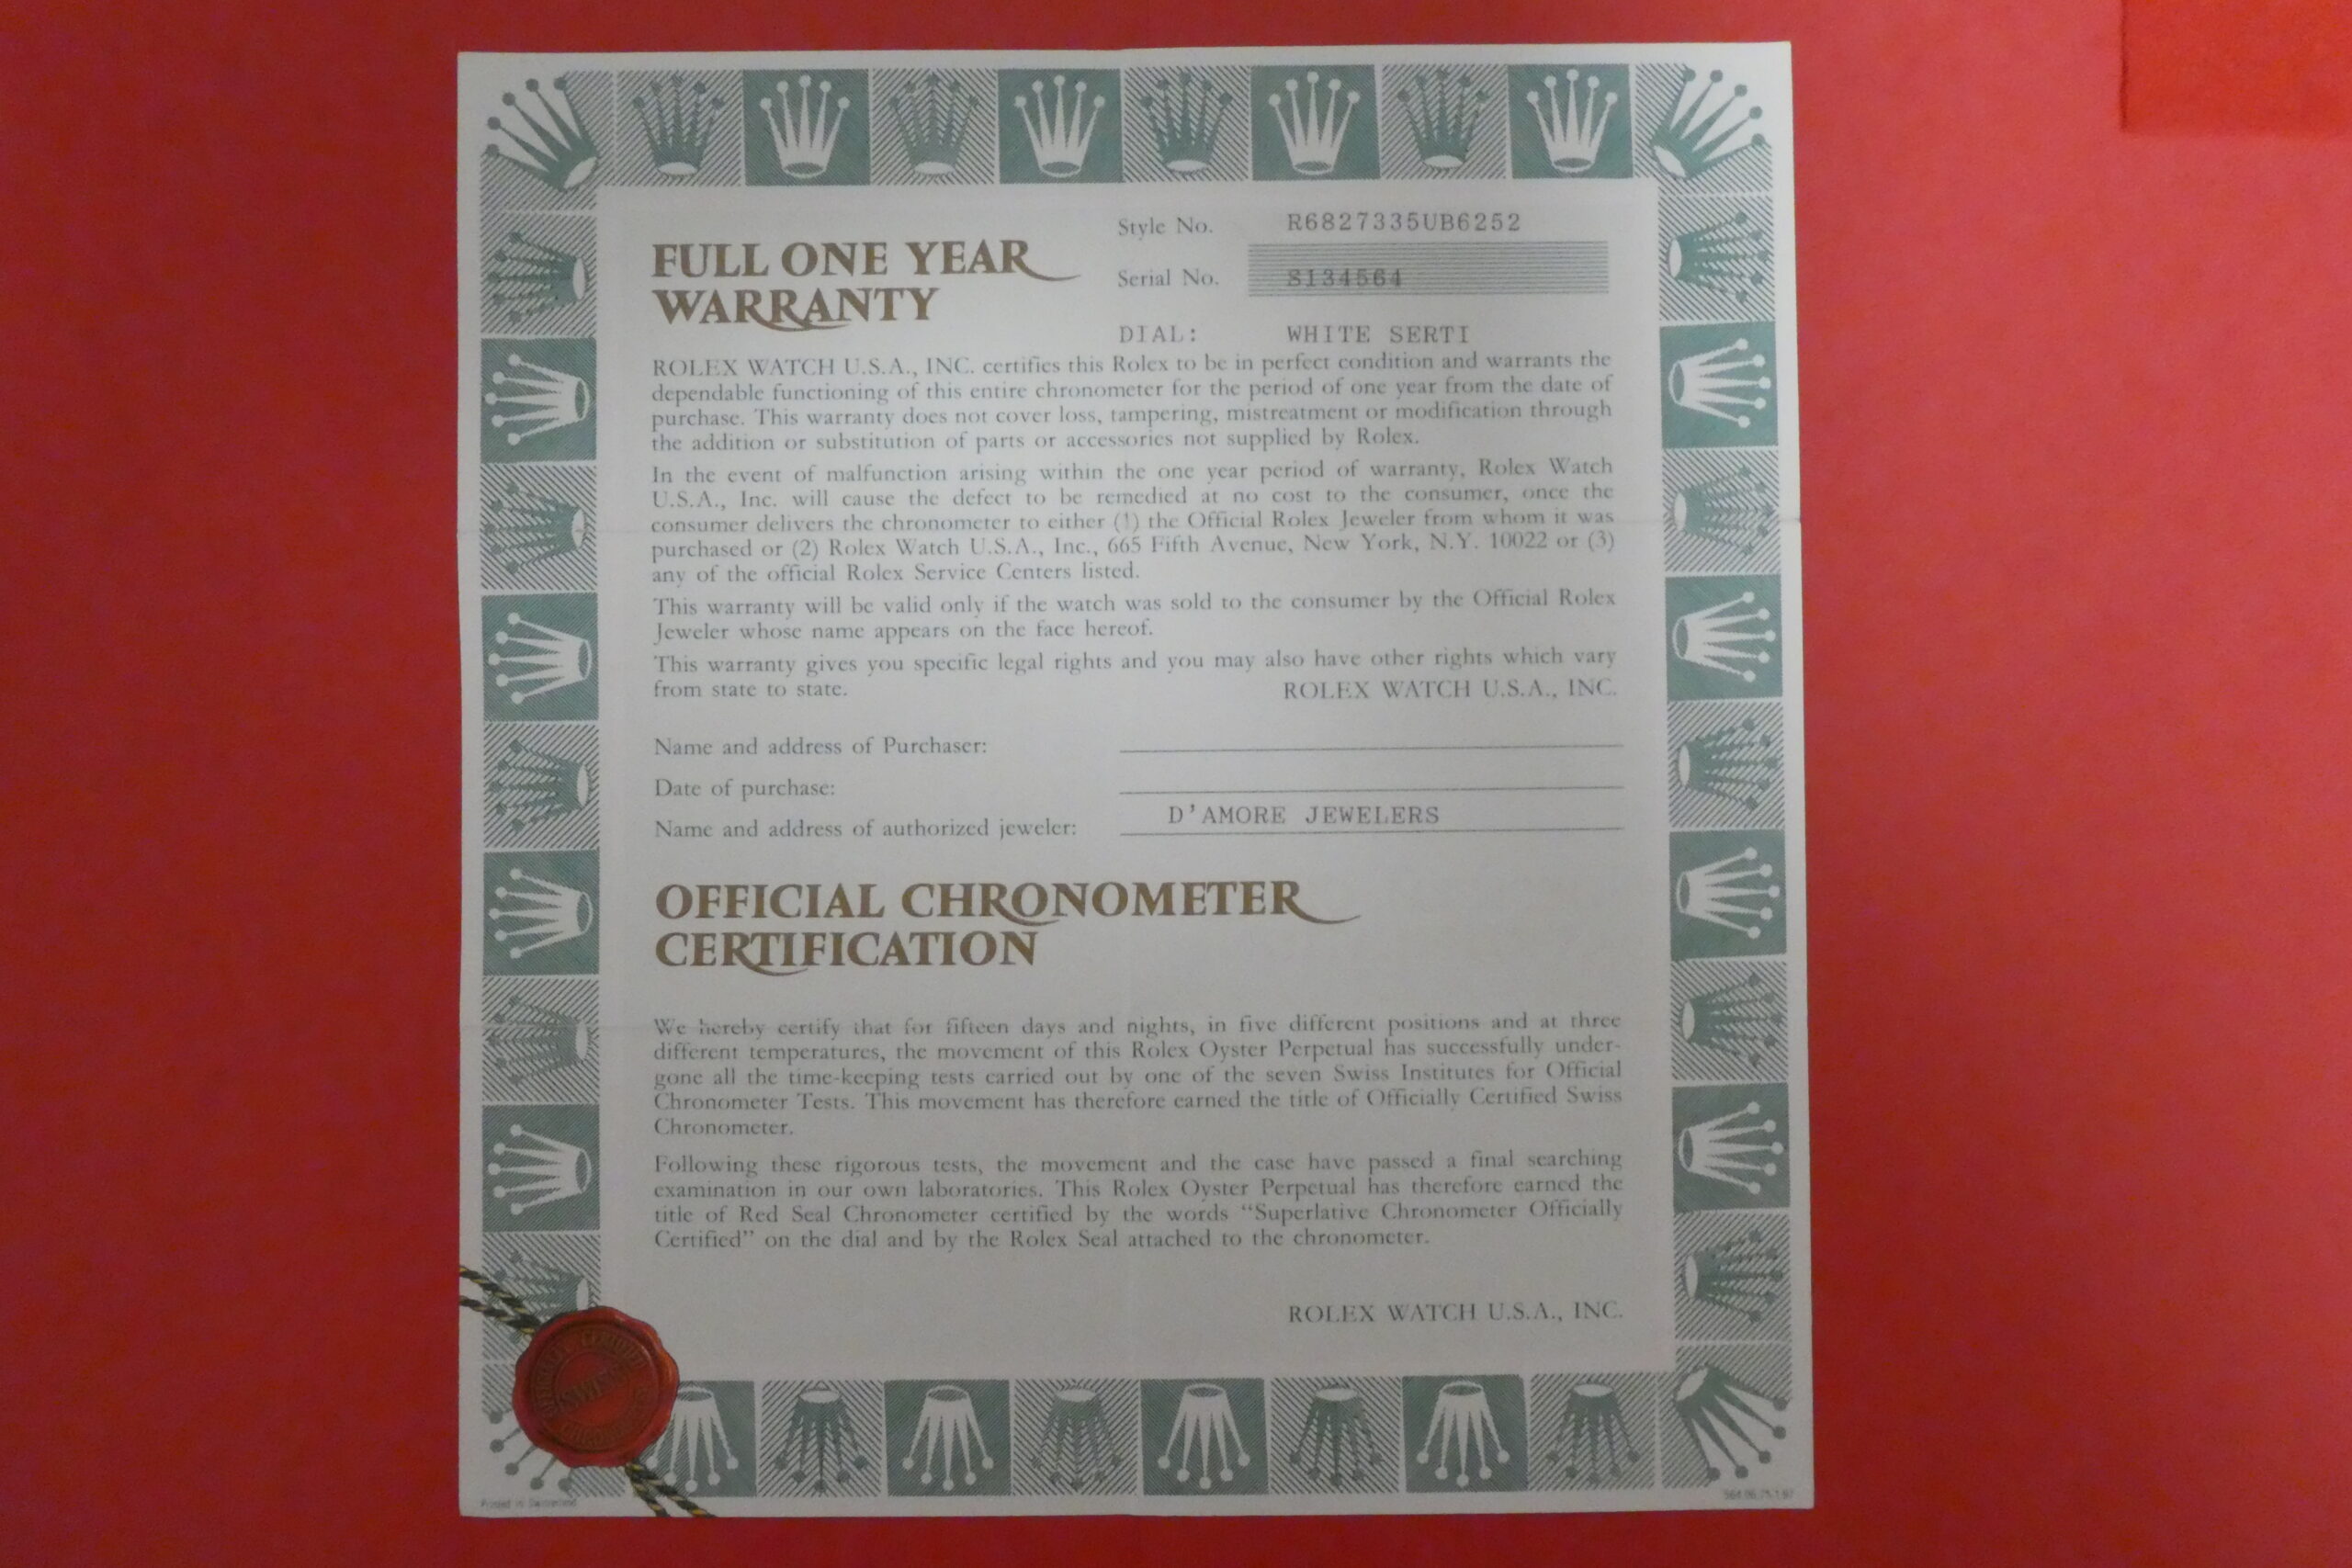 Style No. R6827335UB6252
FULL ONE YEAR
WARRANTY
Serial No. S134564
DIAL: WHITE SERTI
ROLEX WATCH U.S.A., INC. certifies this Rolex to be in perfect condition and warrants the
dependable functioning of this entire chronometer for the period of one year from the date of
purchase. This warranty does not cover loss, tampering, mistreatment or modification through
the addition or substitution of parts or accessories not supplied by Rolex.
In the event of malfunction arising within the one year period of warranty, Rolex Watch
U.S.A., Inc. will cause the defect to be remedied at no cost to the consumer, once the
consumer delivers the chronometer to either (1) the Official Rolex Jeweler from whom it was
purchased or (2) Rolex Watch U.S.A., Inc., 665 Fifth Avenue, New York, N.Y. 10022 or (3)
any of the official Rolex Service Centers listed.
This warranty will be valid only if the watch was sold to the consumer by the Official Rolex
Jeweler whose name appears on the face hereof.
This warranty gives you specific legal rights and you may also have other rights which vary
from state to state. ROLEX WATCH U.S.A., INC.
Name and address of Purchaser:
Date of purchase:
Name and address of authorized jeweler: D'AMORE JEWELERS
OFFICIAL CHRONOMETER
CERTIFICATION
We hereby certify that for fifteen days and nights, in five different positions and at three
different temperatures, the movement of this Rolex Oyster Perpetual has successfully under-
gone all the time-keeping tests carried out by one of the seven Swiss Institutes for Official
Chronometer Tests. This movement has therefore earned the title of Officially Certified Swiss
Chronometer.
Following these rigorous tests, the movement and the case have passed a final searching
examination in our own laboratories. This Rolex Oyster Perpetual has therefore earned the
title of Red Seal Chronometer certified by the words “Superlative Chronometer Officially
Certified” on the dial and by the Rolex Seal attached to the chronometer.
ROLEX WATCH U.S.A., INC.
SWISS
Printed in Switzerland